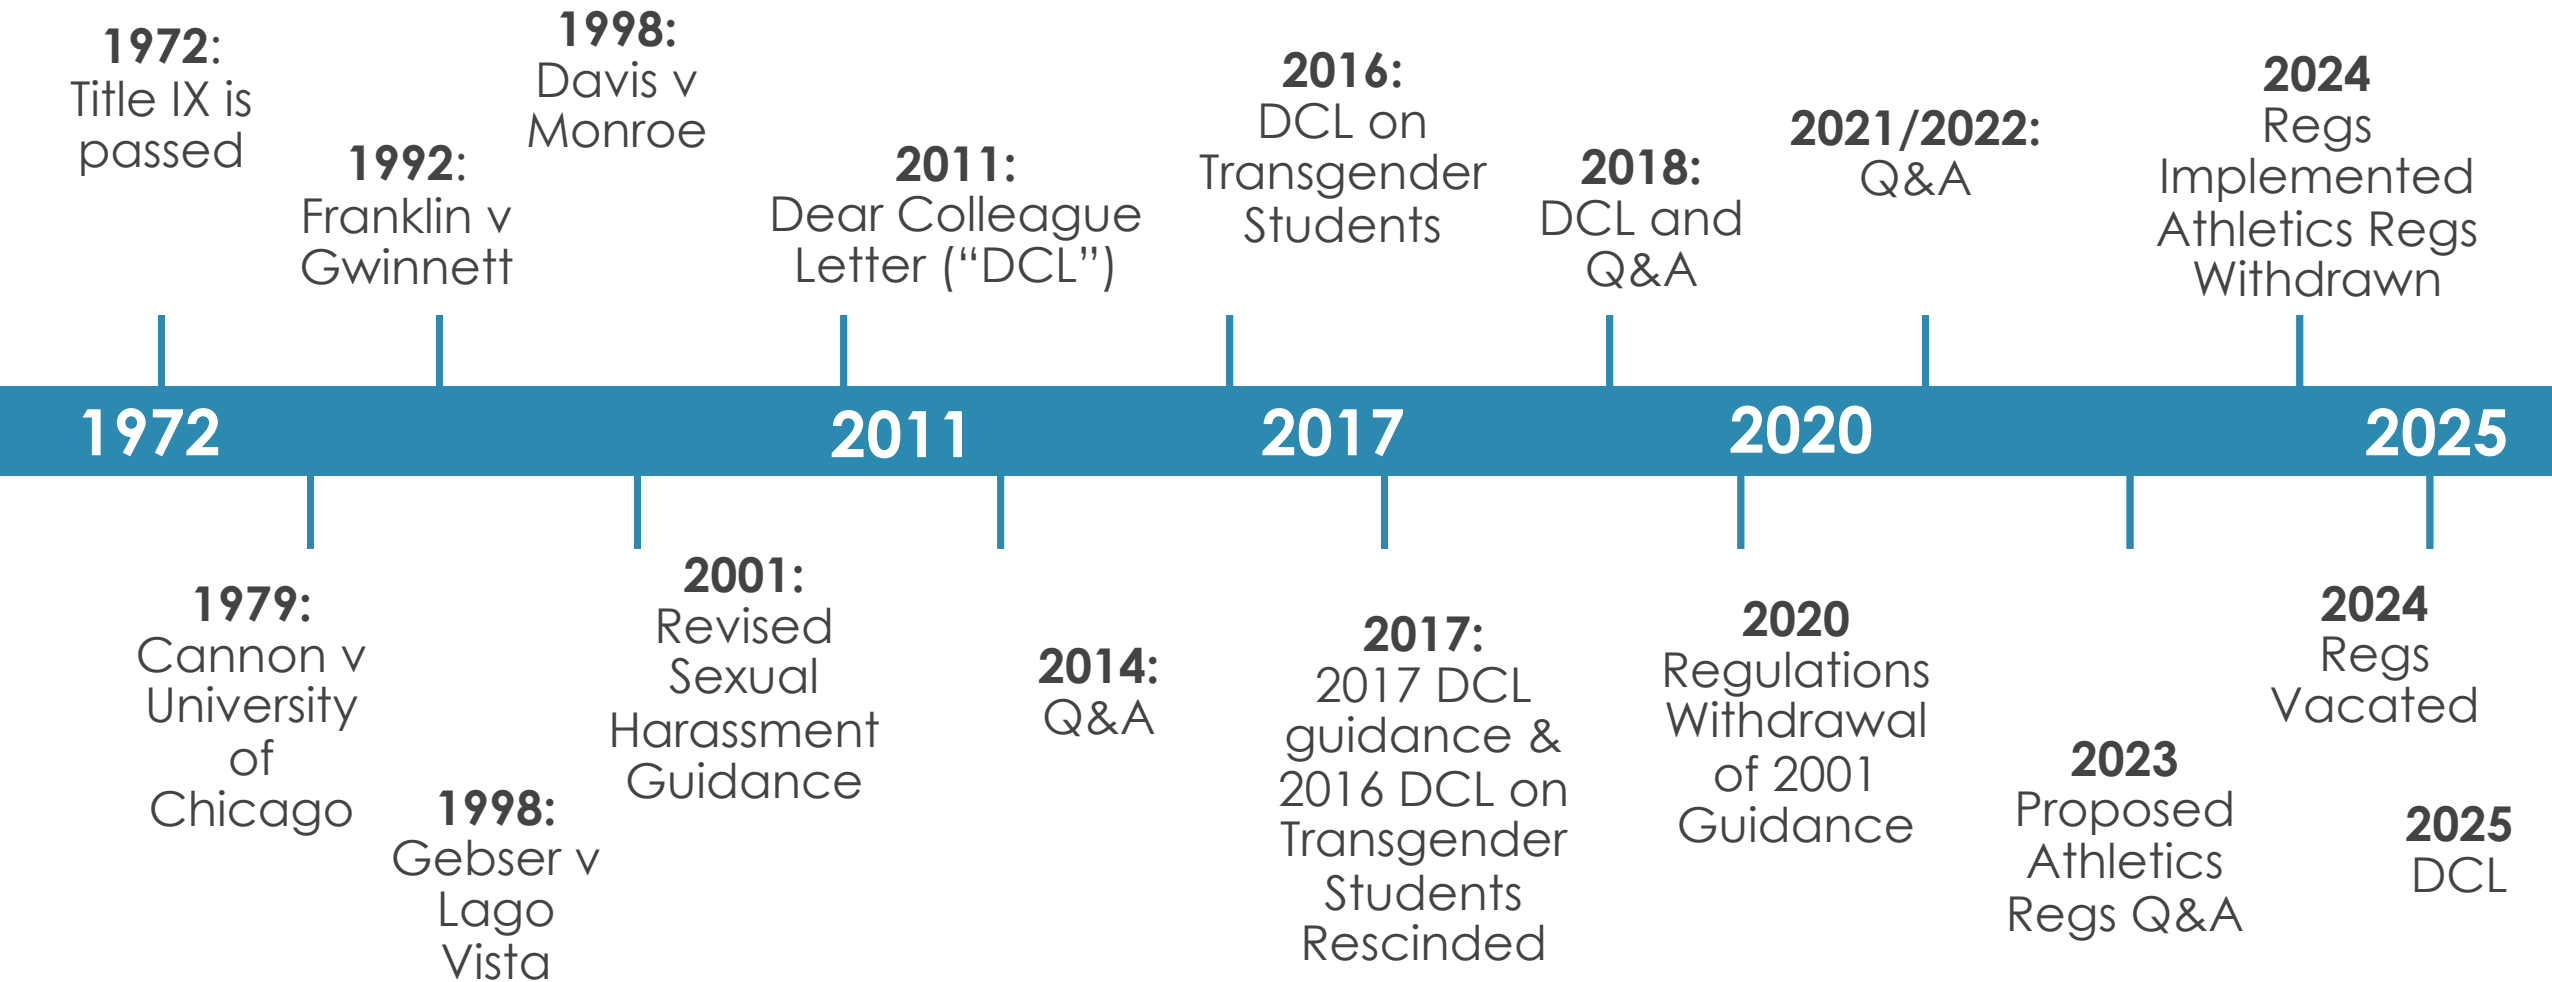 1972:
Title IX is
passed
1992:
Franklin v
Gwinnett
1998:
Davis v
Monroe
2011:
Dear Colleague
Letter (“DCL”)
2016:
DCL on
Transgender
Students
2018:
DCL and
Q&A
2021/2022:
Q&A
2024
Regs
Implemented
Athletics Regs
Withdrawn
1972
2011
2017
2020
2025
1979:
Cannon v
University
of
Chicago
1998:
Gebser v
Lago
Vista
2001:
Revised
Sexual
Harassment
Guidance
2014:
Q&A
2017:
2017 DCL
guidance &
2016 DCL on
Transgender
Students
Rescinded
2020
Regulations
Withdrawal
of 2001
Guidance
2023
Proposed
Athletics
Regs Q&A
2024
Regs
Vacated
2025
DCL